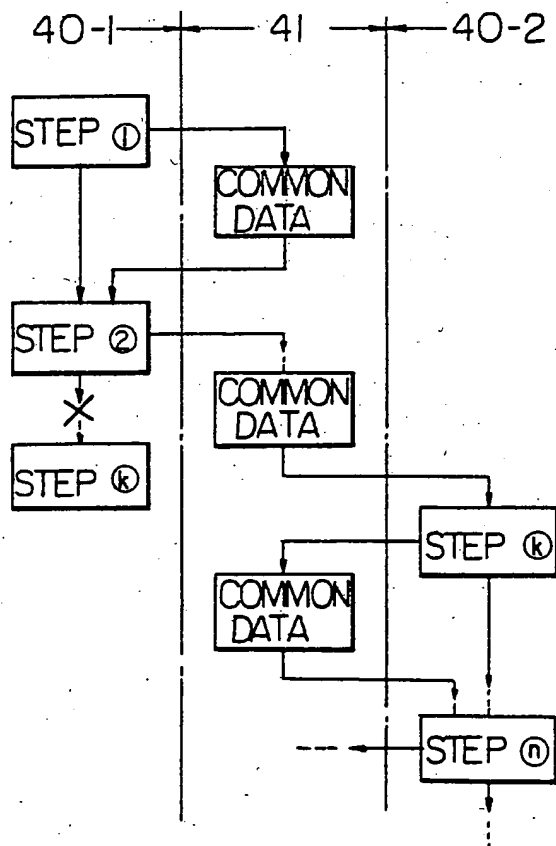 40-1 41 40-2
STEP ①
COMMON
DATA
STEP ②
COMMON
DATA
STEP ⓚ
STEP ⓚ
COMMON
DATA
STEP ⓝ